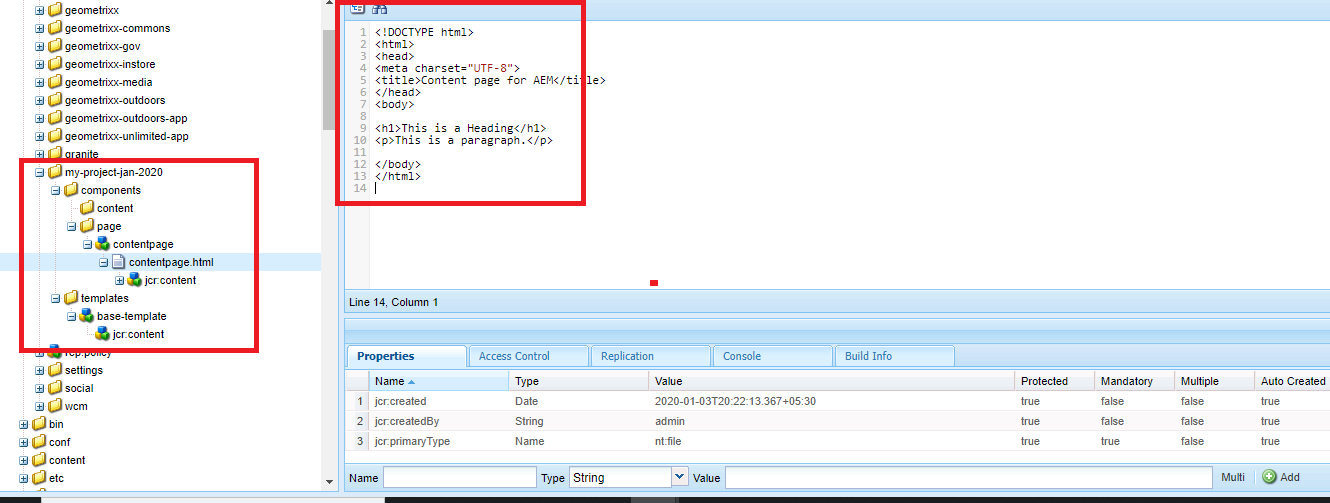 geometrixx
geometrixx-commons
geometrixx-gov
geometrixx-instore
geometrixx-media
geometrixx-outdoors
geometrixx-outdoors-app
geometrixx-unlimited-app
granite
my-project-jan-2020
components
content
page
contentpage
contentpage.html
jcr:content
templates
base-template
jcr:content
rep:policy
settings
social
wcm
bin
conf
content
etc
1 <!DOCTYPE html>
2 <html>
3 <head>
4 <meta charset="UTF-8">
5 <title>Content page for AEM</title>
6 </head>
7 <body>
8
9 <h1>This is a Heading</h1>
10 <p>This is a paragraph.</p>
11
12 </body>
13 </html>
14
Line 14, Column 1
Properties Access Control Replication Console Build Info
Name Type Value Protected Mandatory Multiple Auto Created
1 jcr:created Date 2020-01-03T20:22:13.367+05:30 true false false true
2 jcr:createdBy String admin true false false true
3 jcr:primaryType Name nt:file true true false true
Name Type String Value Multi Add